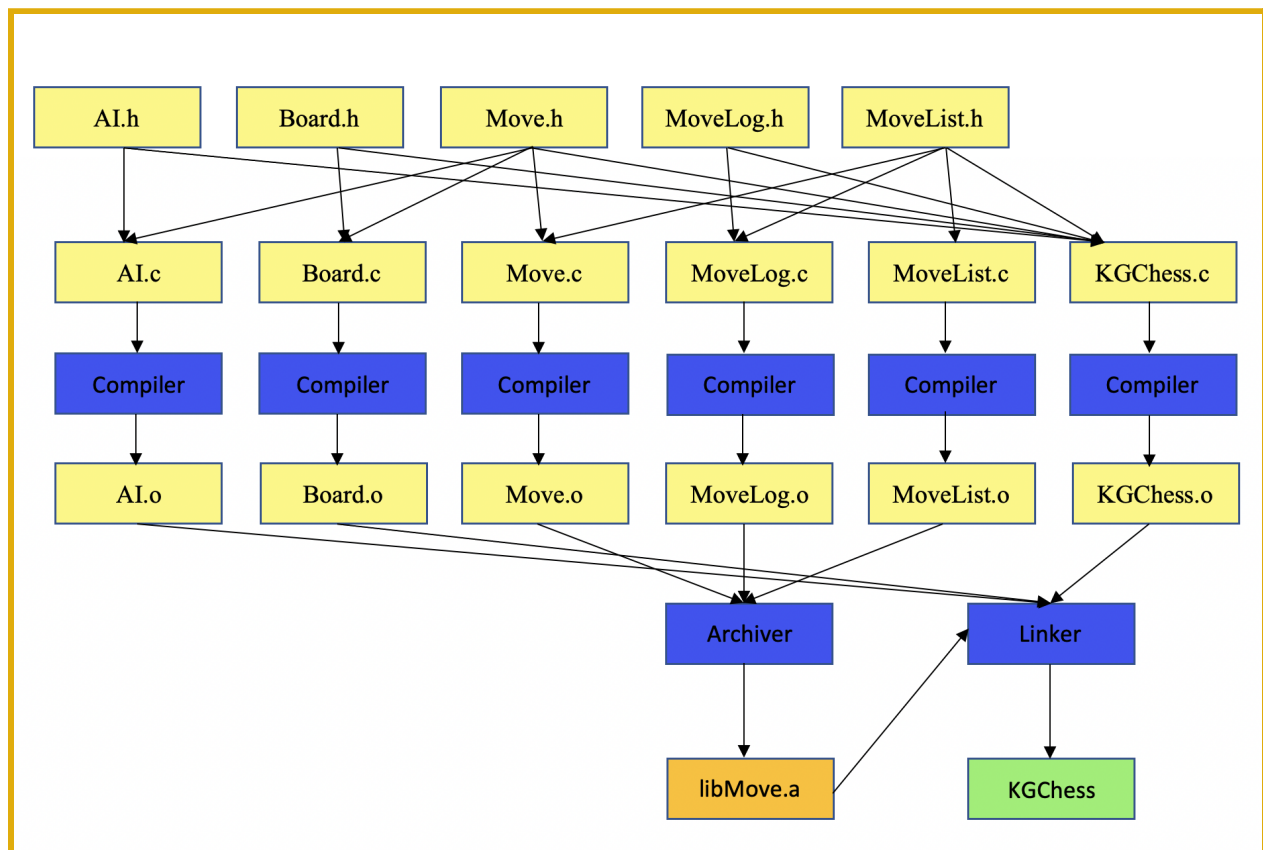 AI.h
Board.h
Move.h
MoveLog.h
MoveList.h
AI.c
Board.c
Move.c
MoveLog.c
MoveList.c
KGChess.c
Compiler
Compiler
Compiler
Compiler
Compiler
Compiler
AI.o
Board.o
Move.o
MoveLog.o
MoveList.o
KGChess.o
Archiver
Linker
libMove.a
KGChess